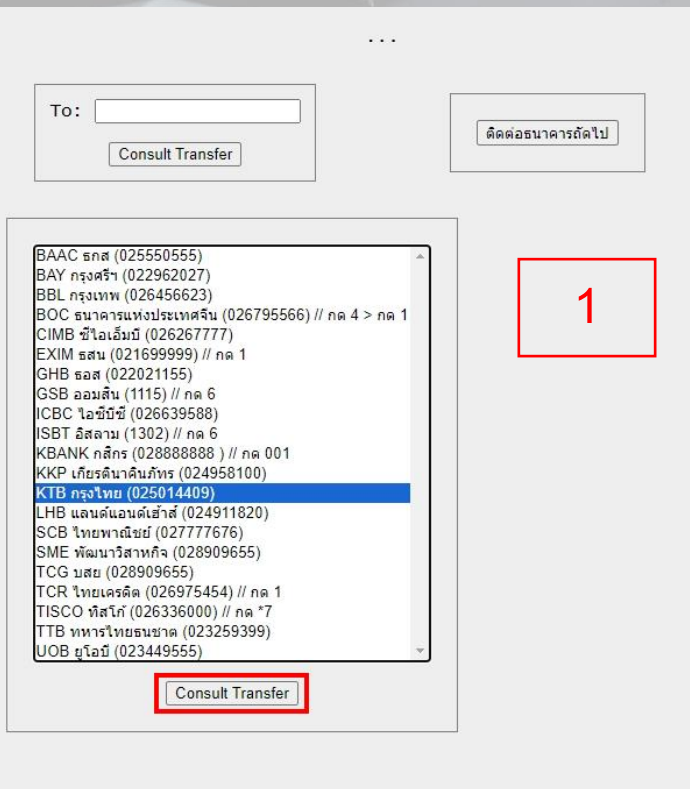 ...
To:
Consult Transfer
ติดต่อธนาคารถัดไป
1
BAAC ธกส (025550555)
BAY กรุงศรีฯ (022962027)
BBL กรุงเทพ (026456623)
BOC ธนาคารแห่งประเทศจีน (026795566) // กด 4 > กด 1
CIMB ซีไอเอ็มบี (026267777)
EXIM ธสน (021699999) // กด 1
GHB ธอส (022021155)
GSB ออมสิน (1115) // กด 6
ICBC ไอซีบีซี (026639588)
ISBT อิสลาม (1302) // กด 6
KBANK กสิกร (028888888 ) // กด 001
KKP เกียรตินาคินภัทร (024958100)
KTB กรุงไทย (025014409)
LHB แลนด์แอนด์เฮ้าส์ (024911820)
SCB ไทยพาณิชย์ (027777676)
SME พัฒนาวิสาหกิจ (028909655)
TCG บสย (028909655)
TCR ไทยเครดิต (026975454) // กด 1
TISCO ทิสโก้ (026336000) // กด *7
TTB ทหารไทยธนชาต (023259399)
UOB ยูโอบี (023449555)
Consult Transfer